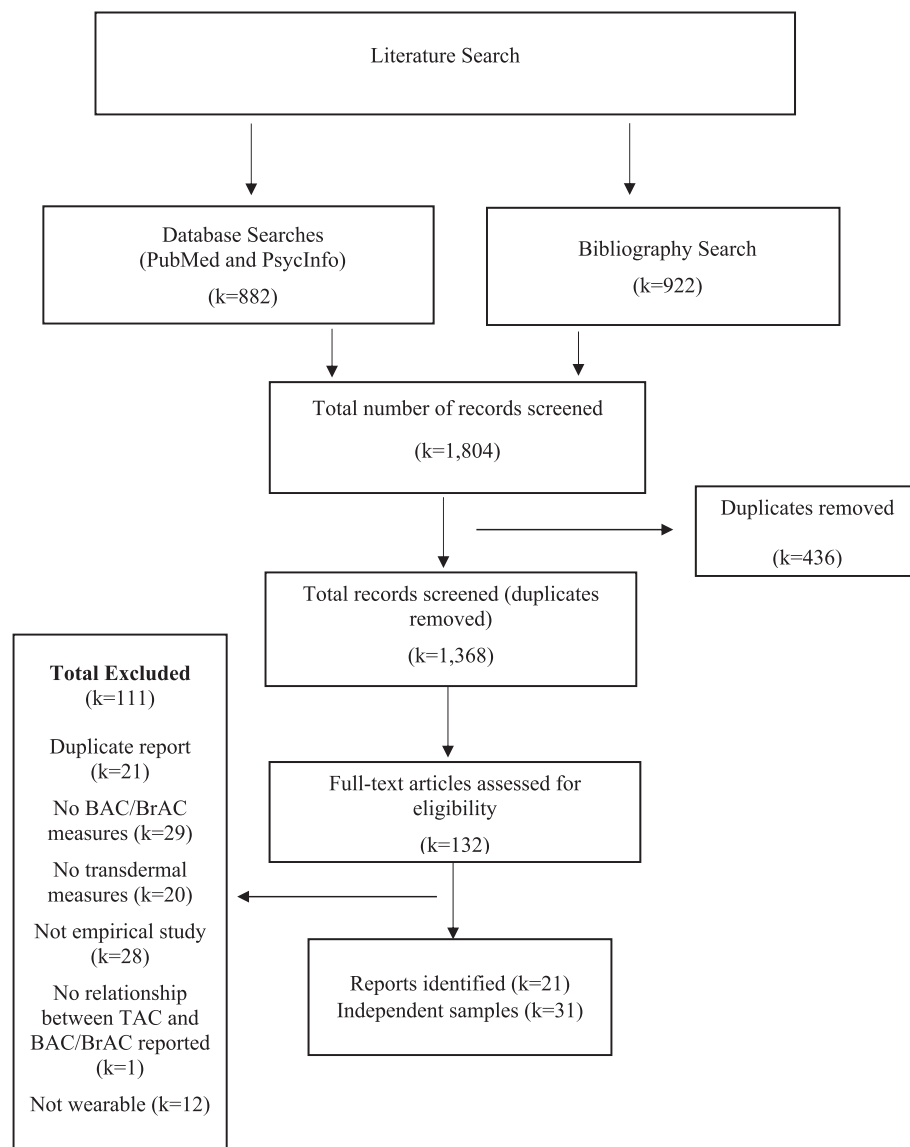 Literature Search
Database Searches
(PubMed and PsycInfo)
(k=882)
Bibliography Search
(k=922)
Total number of records screened
(k=1,804)
Duplicates removed
(k=436)
Total records screened (duplicates
removed)
(k=1,368)
Total Excluded
(k=111)
Duplicate report
(k=21)
No BAC/BrAC
measures (k=29)
No transdermal
measures (k=20)
Not empirical study
(k=28)
No relationship
between TAC and
BAC/BrAC reported
(k=1)
Not wearable (k=12)
Full-text articles assessed for
eligibility
(k=132)
Reports identified (k=21)
Independent samples (k=31)